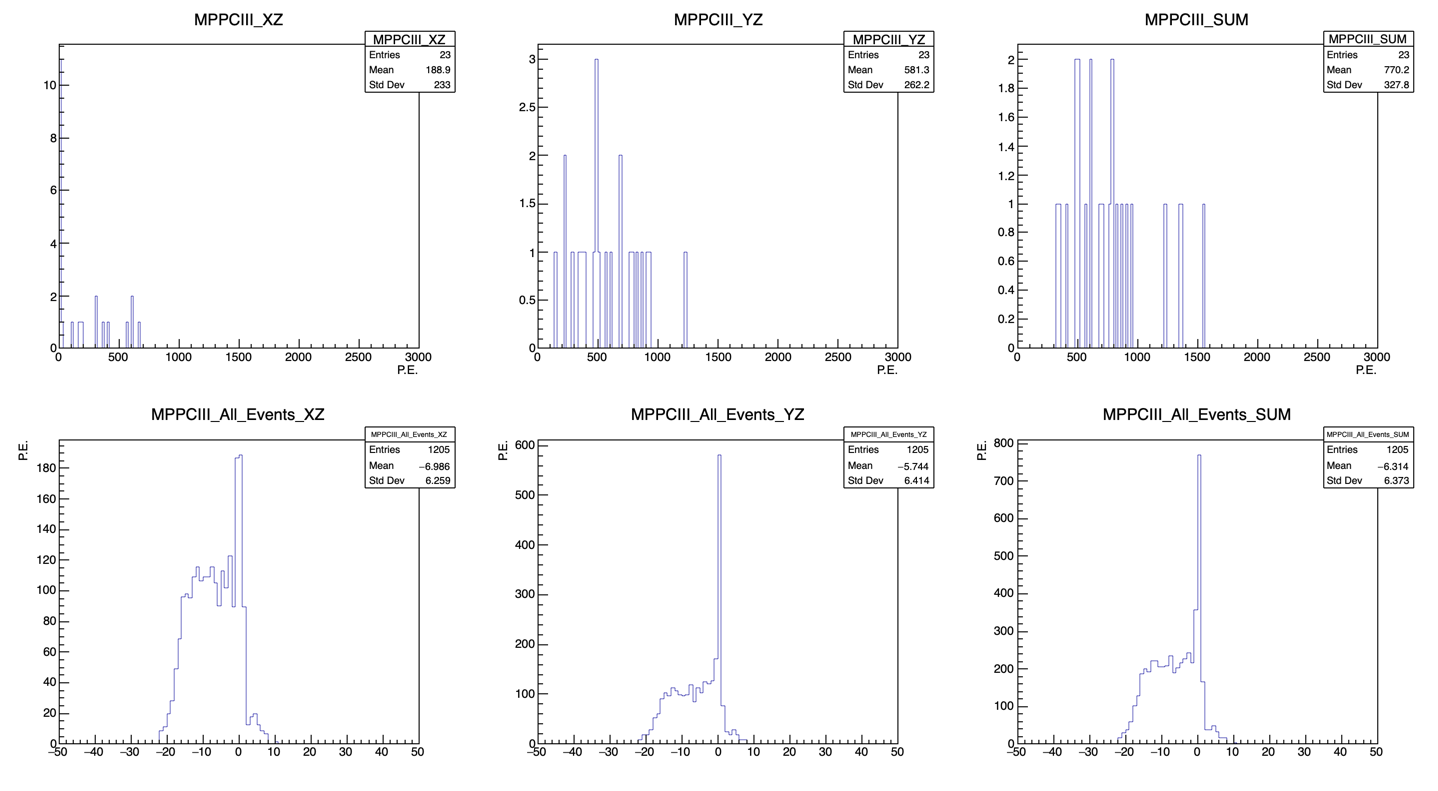 MPPCIII_XZ
MPPCIII_XZ
Entries 23
Mean 188.9
Std Dev 233
10
8
6
4
2
0
0 500 1000 1500 2000 2500 3000
P.E.
MPPCIII_YZ
MPPCIII_YZ
Entries 23
Mean 581.3
Std Dev 262.2
3
2.5
2
1.5
1
0.5
0
0 500 1000 1500 2000 2500 3000
P.E.
MPPCIII_SUM
MPPCIII_SUM
Entries 23
Mean 770.2
Std Dev 327.8
2
1.8
1.6
1.4
1.2
1
0.8
0.6
0.4
0.2
0
0 500 1000 1500 2000 2500 3000
P.E.
MPPCIII_All_Events_XZ
MPPCIII_All_Events_XZ
Entries 1205
Mean −6.986
Std Dev 6.259
P.E.
180
160
140
120
100
80
60
40
20
0
−50 −40 −30 −20 −10 0 10 20 30 40 50
MPPCIII_All_Events_YZ
MPPCIII_All_Events_YZ
Entries 1205
Mean −5.744
Std Dev 6.414
P.E.
600
500
400
300
200
100
0
−50 −40 −30 −20 −10 0 10 20 30 40 50
MPPCIII_All_Events_SUM
MPPCIII_All_Events_SUM
Entries 1205
Mean −6.314
Std Dev 6.373
P.E.
800
700
600
500
400
300
200
100
0
−50 −40 −30 −20 −10 0 10 20 30 40 50